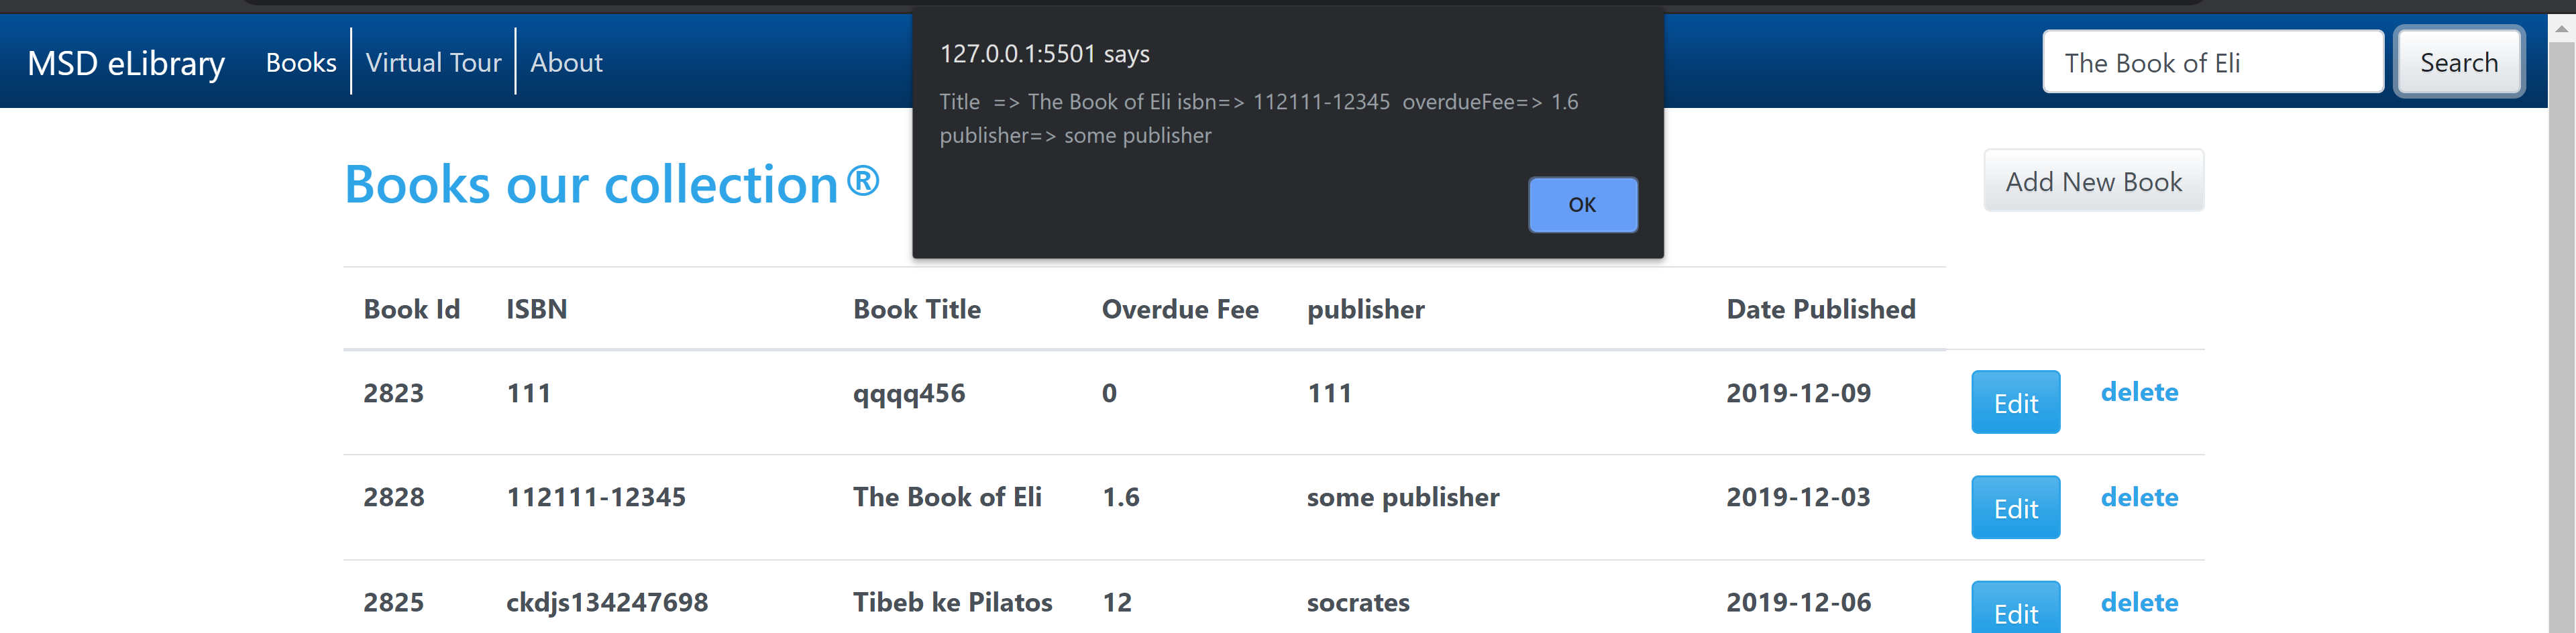 MSD eLibrary Books Virtual Tour About
127.0.0.1:5501 says
Title => The Book of Eli isbn=> 112111-12345 overdueFee=> 1.6
publisher=> some publisher
OK
The Book of Eli Search
Books our collection®
Add New Book
Book Id ISBN Book Title Overdue Fee publisher Date Published
2823 111 qqqq456 0 111 2019-12-09 Edit delete
2828 112111-12345 The Book of Eli 1.6 some publisher 2019-12-03 Edit delete
2825 ckdjs134247698 Tibeb ke Pilatos 12 socrates 2019-12-06 Edit delete